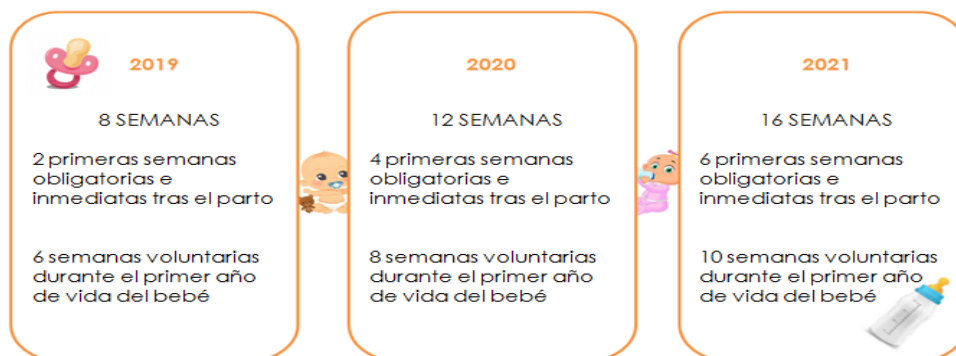 2019
8 SEMANAS
2 primeras semanas
obligatorias e
inmediatas tras el parto
6 semanas voluntarias
durante el primer año
de vida del bebé
2020
12 SEMANAS
4 primeras semanas
obligatorias e
inmediatas tras el parto
8 semanas voluntarias
durante el primer año
de vida del bebé
2021
16 SEMANAS
6 primeras semanas
obligatorias e
inmediatas tras el parto
10 semanas voluntarias
durante el primer año
de vida del bebé